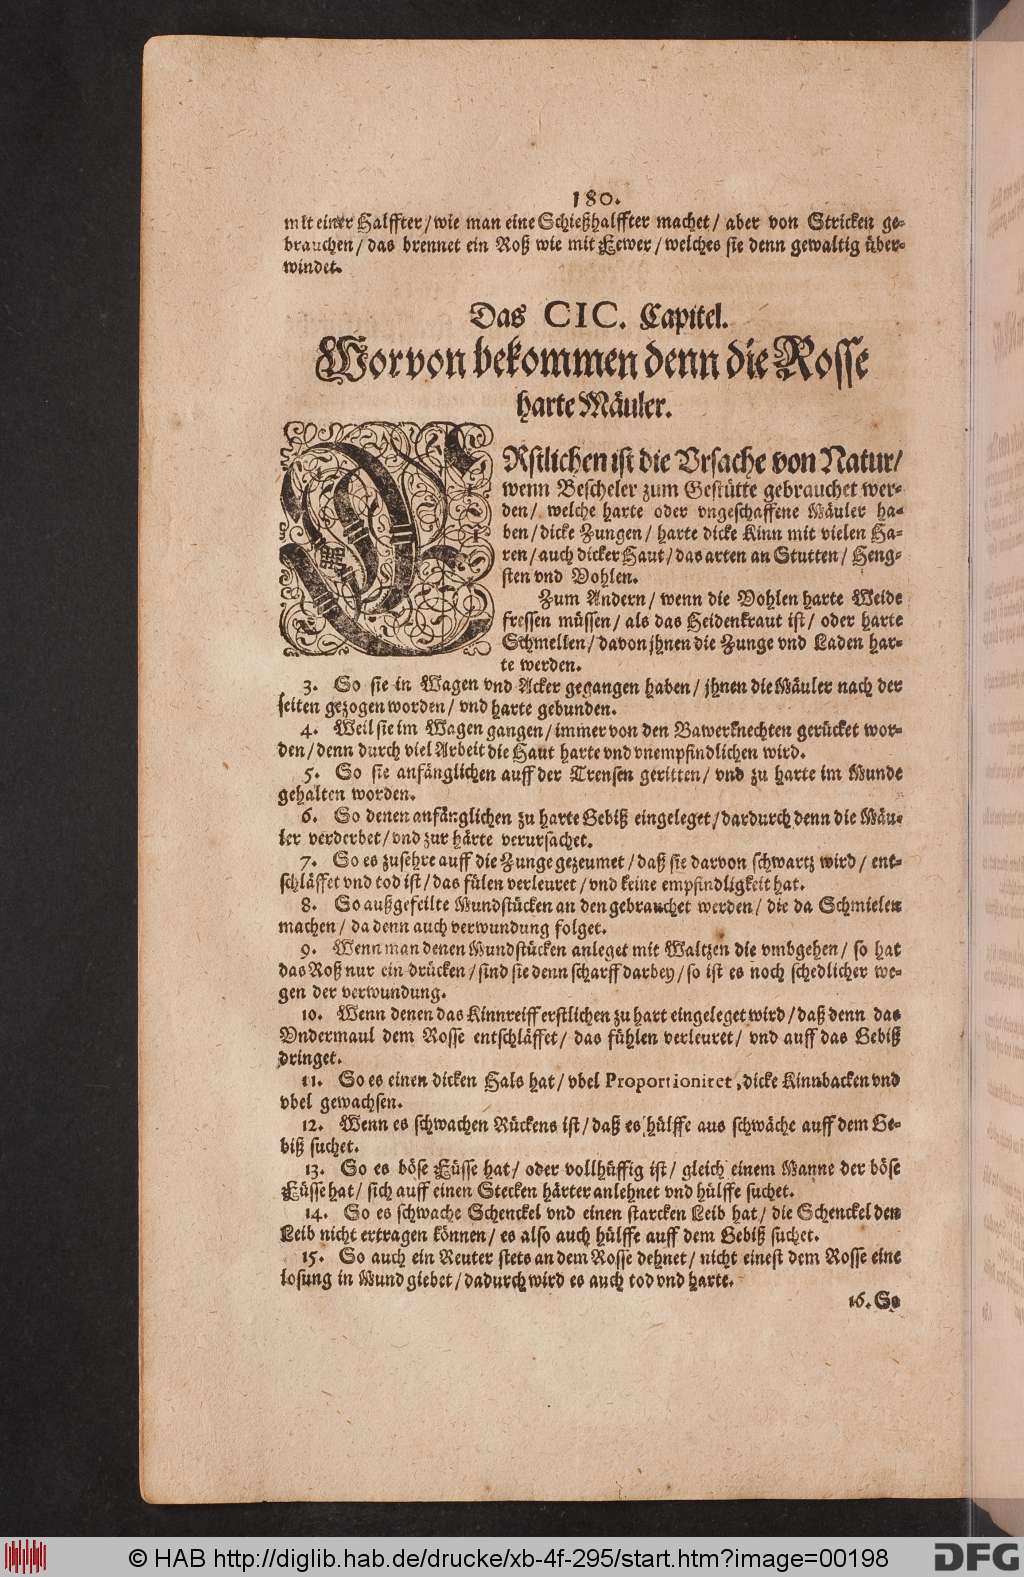 180.
mit einer Halffter / wie man eine Schießhalffter machet / aber von Stricken ge-
brauchen / das brennet ein Roß wie mit Fewer / welches sie denn gewaltig über-
windet.
Das CIC. Capitel.
Worvon bekommen denn die Rosse
harte Mäuler.
ERstlichen ist die Vrsache von Natur /
wenn Bescheler zum Gestütte gebrauchet wer-
den / welche harte oder vngeschaffene Mäuler ha-
ben / dicke Zungen / harte dicke Kinn mit vielen Ha-
ren / auch dicker Haut / das arten an Stutten / Heng-
sten vnd Vohlen.
Zum Andern / wenn die Vohlen harte Weide
fressen müssen / als das Heidenkraut ist / oder harte
Schmellen / davon jhnen die Zunge vnd Laden har-
te werden.
3. So sie in Wagen vnd Acker gegangen haben / jhnen die Mäuler nach der
seiten gezogen worden / vnd harte gebunden.
4. Weil sie im Wagen gangen / immer von den Bawerknechten gerücket wor-
den / denn durch viel Arbeit die Haut harte vnd vnempfindlichen wird.
5. So sie anfänglichen auff der Trensen geritten / vnd zu harte im Munde
gehalten worden.
6. So denen anfänglichen zu harte Gebiß eingeleget / dardurch denn die Mäu-
ler verderbet / vnd zur härte verursachet.
7. So es zusehre auff die Zunge gezeumet / daß sie darvon schwartz wird / ent-
schläffet vnd tod ist / das fülen verleuret / vnd keine empfindligkeit hat.
8. So außgefeilte Mundstücken an den gebrauchet werden / die da Schmielen
machen / da denn auch verwundung folget.
9. Wenn man denen Mundstücken anleget mit Waltzen die vmbgehen / so hat
das Roß nur ein drücken / sind sie denn scharff darbey / so ist es noch schedlicher we-
gen der verwundung.
10. Wenn denen das Kinnreiff erstlichen zu hart eingeleget wird / daß denn das
Vndermaul dem Rosse entschläffet / das fühlen verleuret / vnd auff das Gebiß
dringet.
11. So es einen dicken Hals hat / vbel Proportioniret, dicke Kinnbacken vnd
vbel gewachsen.
12. Wenn es schwachen Rückens ist / daß es hülffe aus schwäche auff dem Ge-
biß suchet.
13. So es böse Füsse hat / oder vollhüffig ist / gleich einem Manne der böse
Füsse hat / sich auff einen Stecken härter anlehnet vnd hülffe suchet.
14. So es schwache Schenckel vnd einen starcken Leib hat / die Schenckel den
Leib nicht ertragen können / es also auch hülffe auff dem Gebiß suchet.
15. So auch ein Reuter stets an dem Rosse dehnet / nicht einest dem Rosse eine
losung in Mund giebet / dadurch wird es auch tod vnd harte.
16. So
© HAB http://diglib.hab.de/drucke/xb-4f-295/start.htm?image=00198
DFG